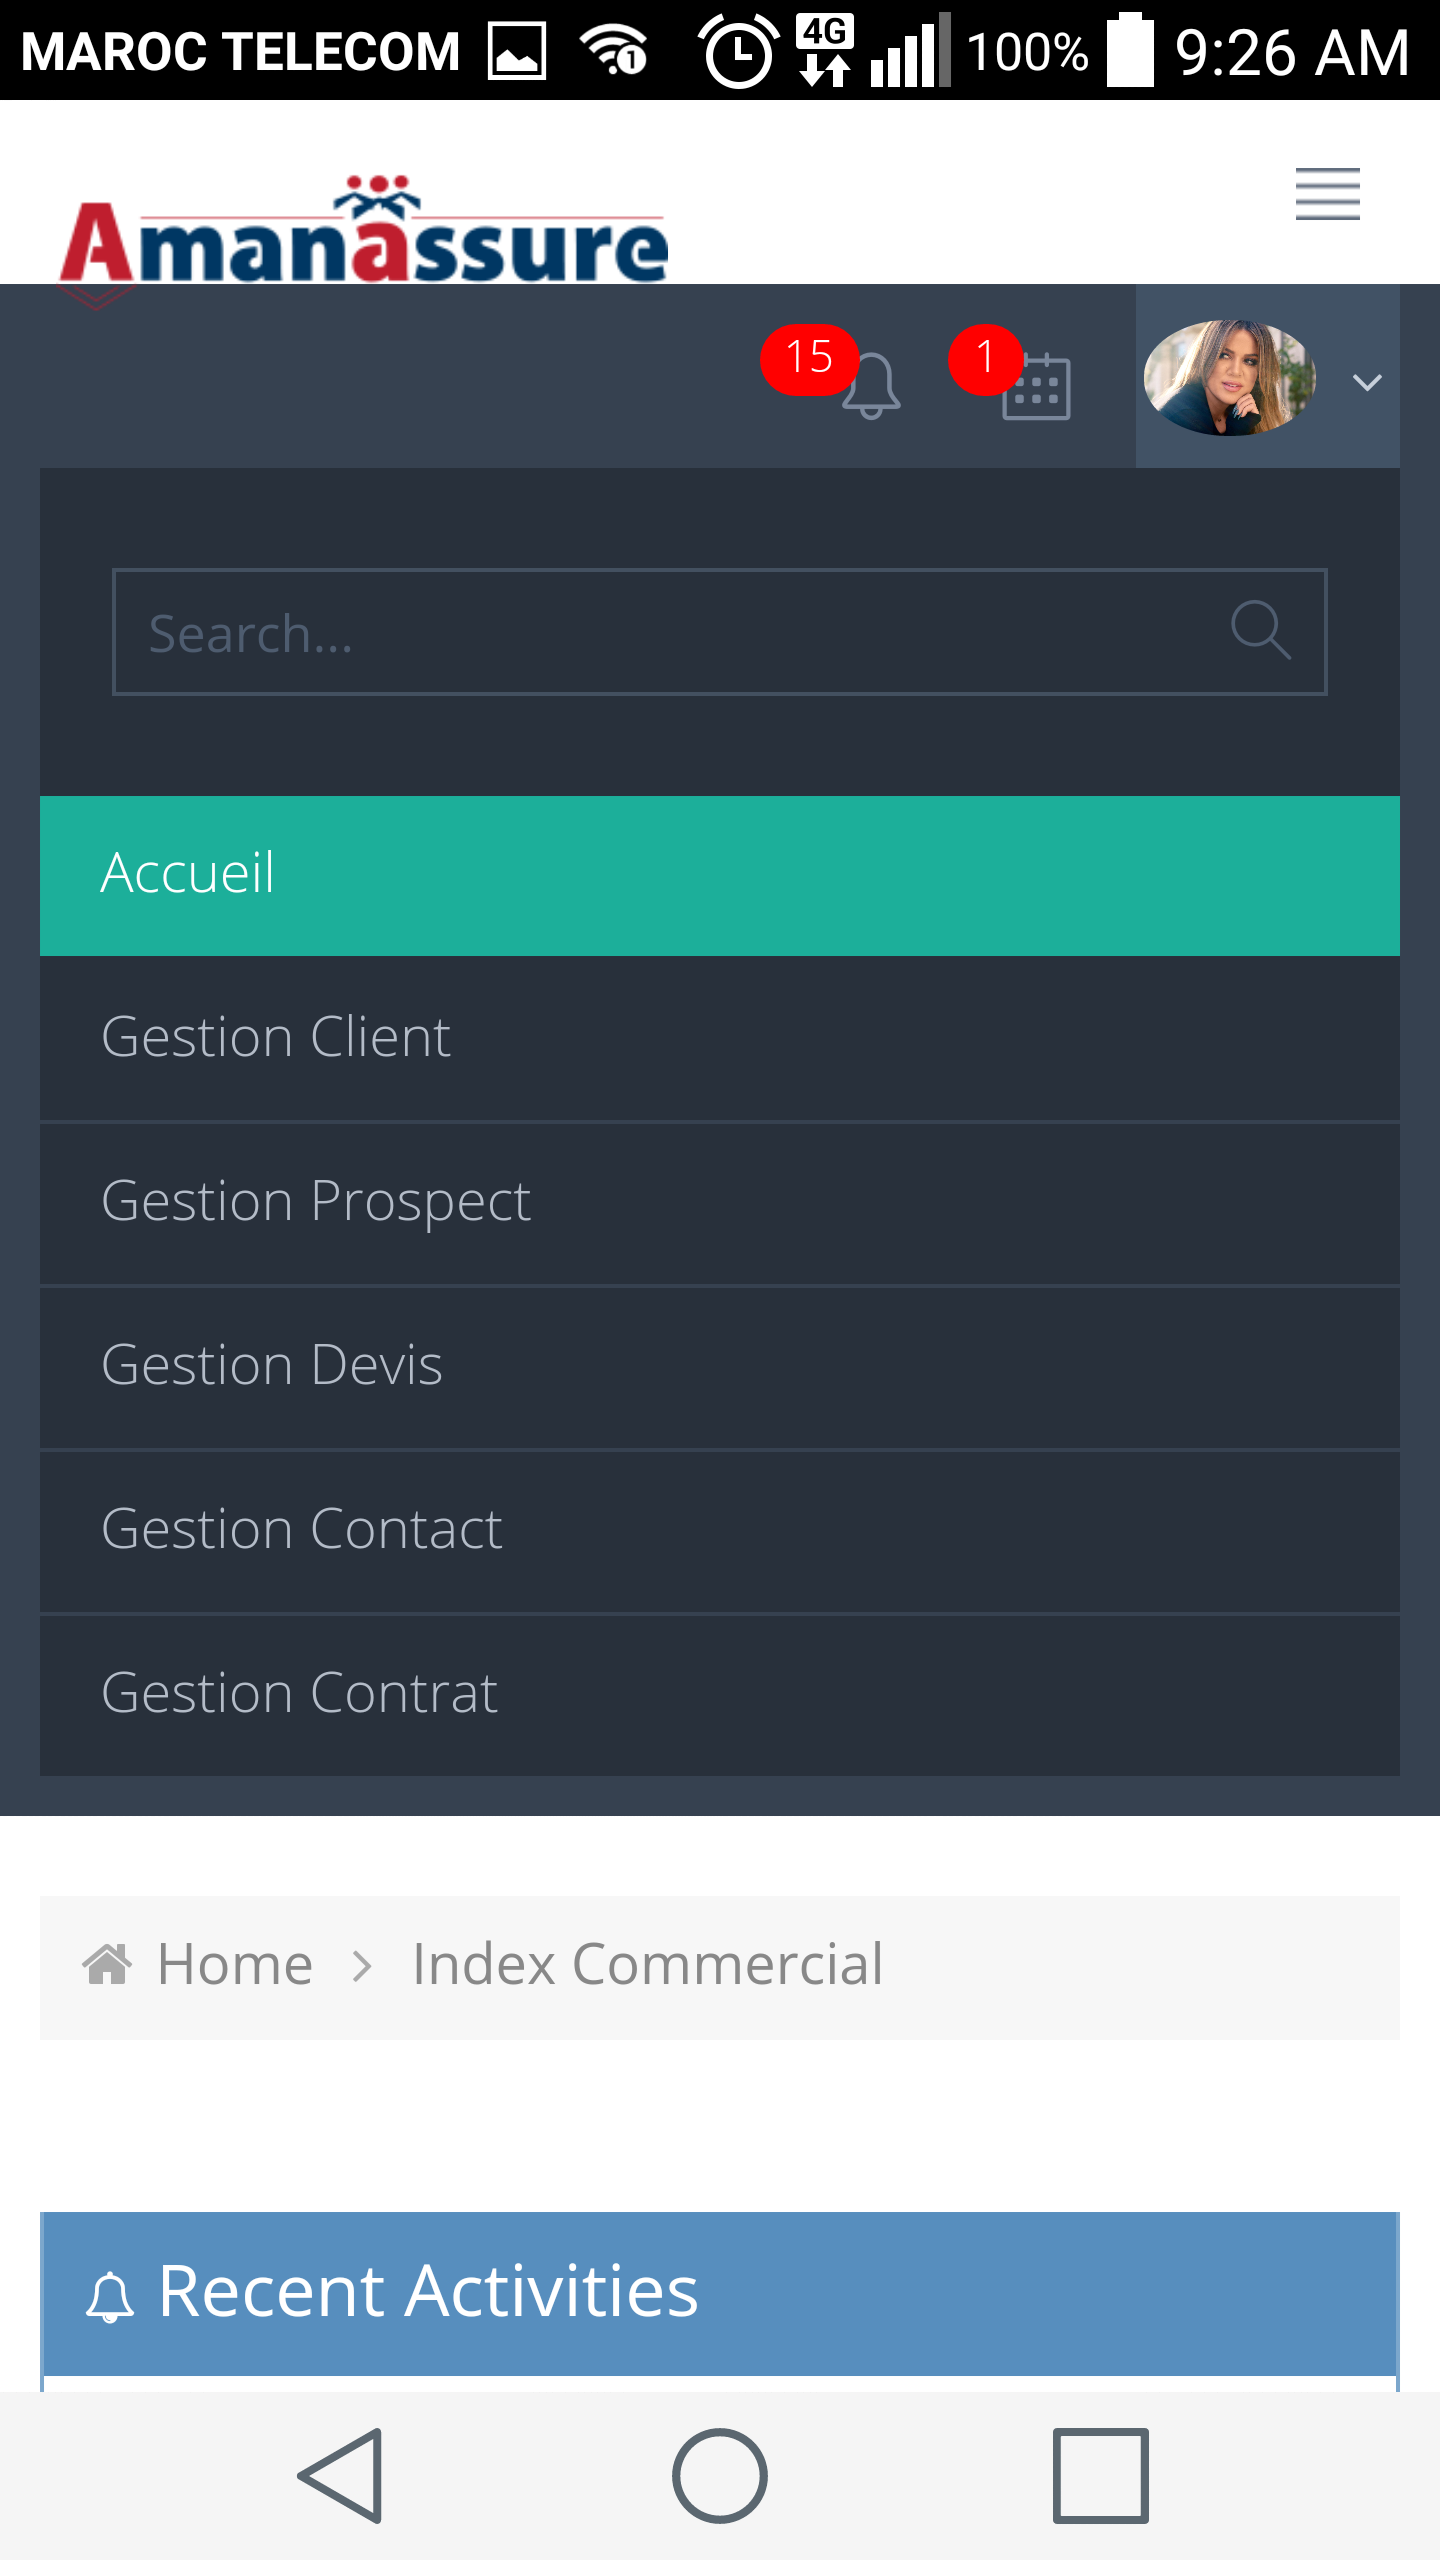 MAROC TELECOM 1 4G 100% 9:26 AM
Amanassure
15 1
Search...
Accueil
Gestion Client
Gestion Prospect
Gestion Devis
Gestion Contact
Gestion Contrat
Home > Index Commercial
Recent Activities